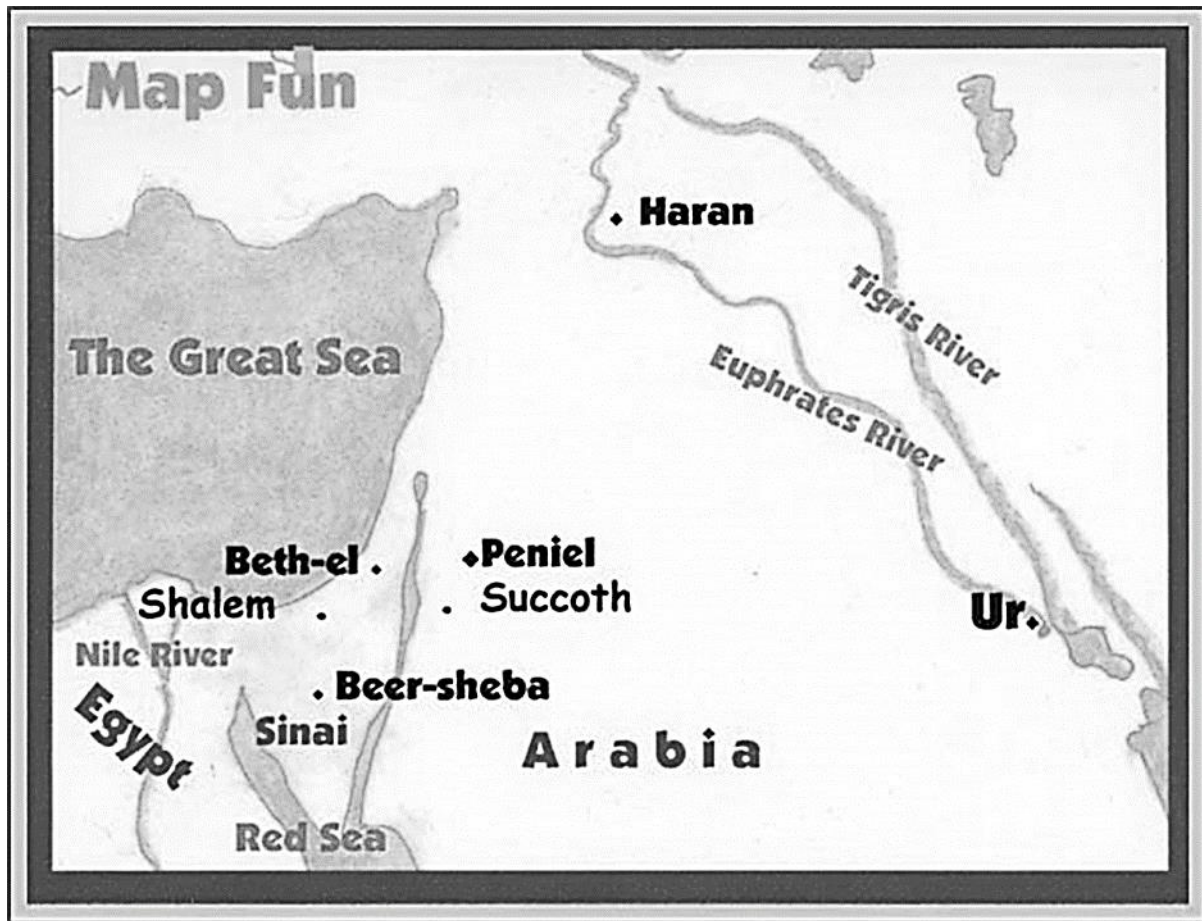 Map Fun
Haran
Tigris River
The Great Sea
Euphrates River
Beth-el
Peniel
Shalem
Succoth
Ur
Nile River
Beer-sheba
Egypt
Sinai
Arabia
Red Sea